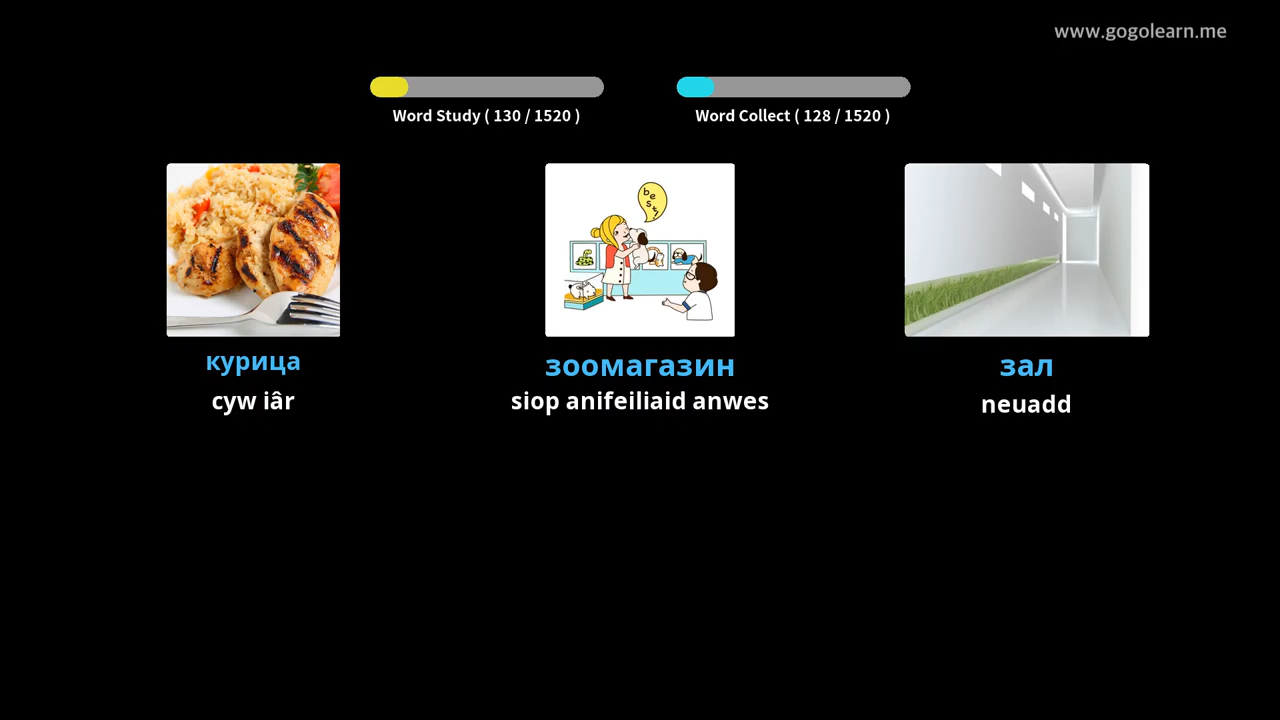 www.gogolearn.me
Word Study ( 130 / 1520 )
Word Collect ( 128 / 1520 )
best
курица
cyw iâr
зоомагазин
siop anifeiliaid anwes
зал
neuadd